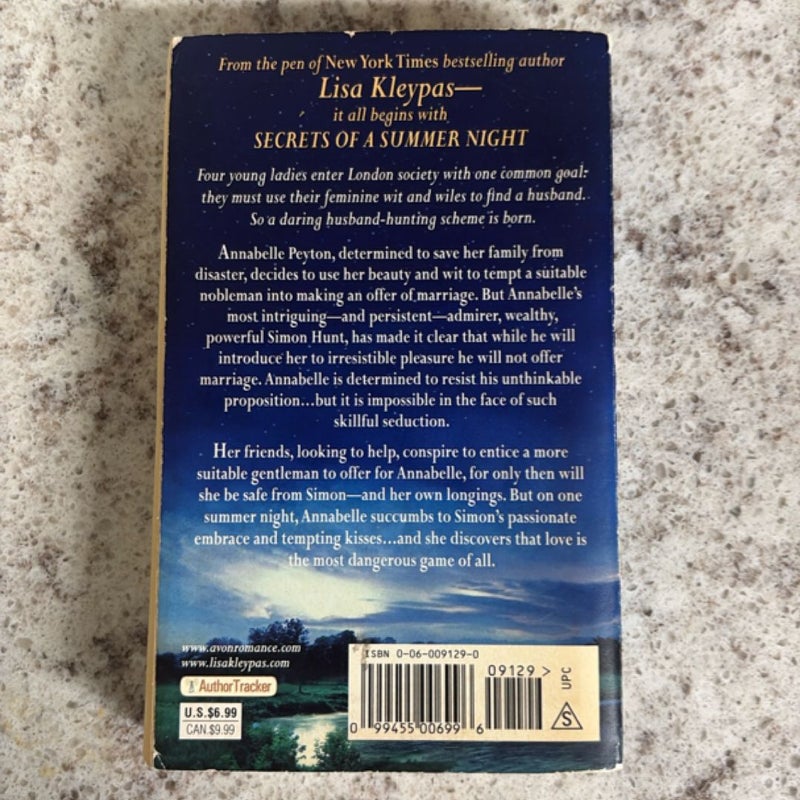 From the pen of New York Times bestselling author
Lisa Kleypas—
it all begins with
SECRETS OF A SUMMER NIGHT
Four young ladies enter London society with one common goal:
they must use their feminine wit and wiles to find a husband.
So a daring husband-hunting scheme is born.
Annabelle Peyton, determined to save her family from
disaster, decides to use her beauty and wit to tempt a suitable
nobleman into making an offer of marriage. But Annabelle's
most intriguing—and persistent—admirer, wealthy,
powerful Simon Hunt, has made it clear that while he will
introduce her to irresistible pleasure he will not offer
marriage. Annabelle is determined to resist his unthinkable
proposition...but it is impossible in the face of such
skillful seduction.
Her friends, looking to help, conspire to entice a more
suitable gentleman to offer for Annabelle, for only then will
she be safe from Simon—and her own longings. But on one
summer night, Annabelle succumbs to Simon's passionate
embrace and tempting kisses...and she discovers that love is
the most dangerous game of all.
www.avonromance.com
www.lisakleypas.com
AuthorTracker
U.S.$6.99
CAN.$9.99
ISBN 0-06-009129-0
09129 >
0 99455 00699 6
UPC
S